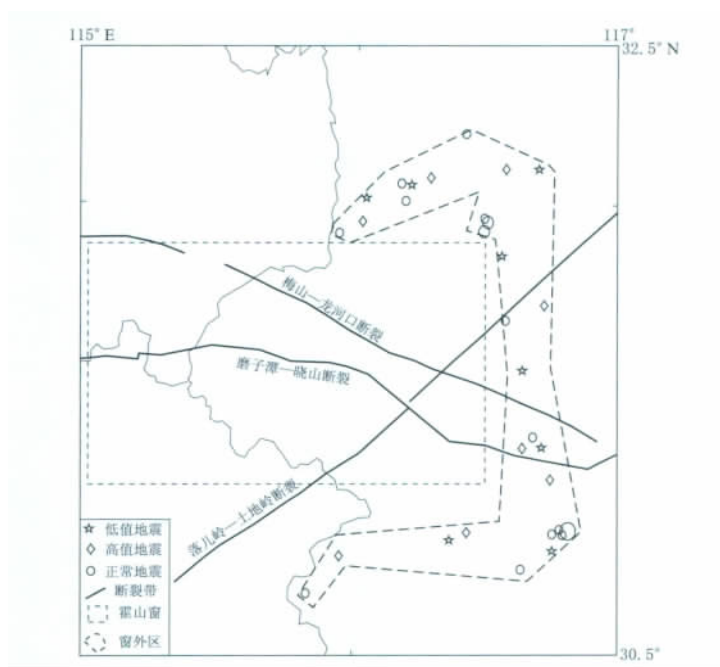 115° E
117°
32.5° N
梅山—龙河口断裂
磨子潭—晓山断裂
落儿岭—土地岭断裂
低值地震
高值地震
正常地震
断裂带
霍山窗
窗外区
30.5°